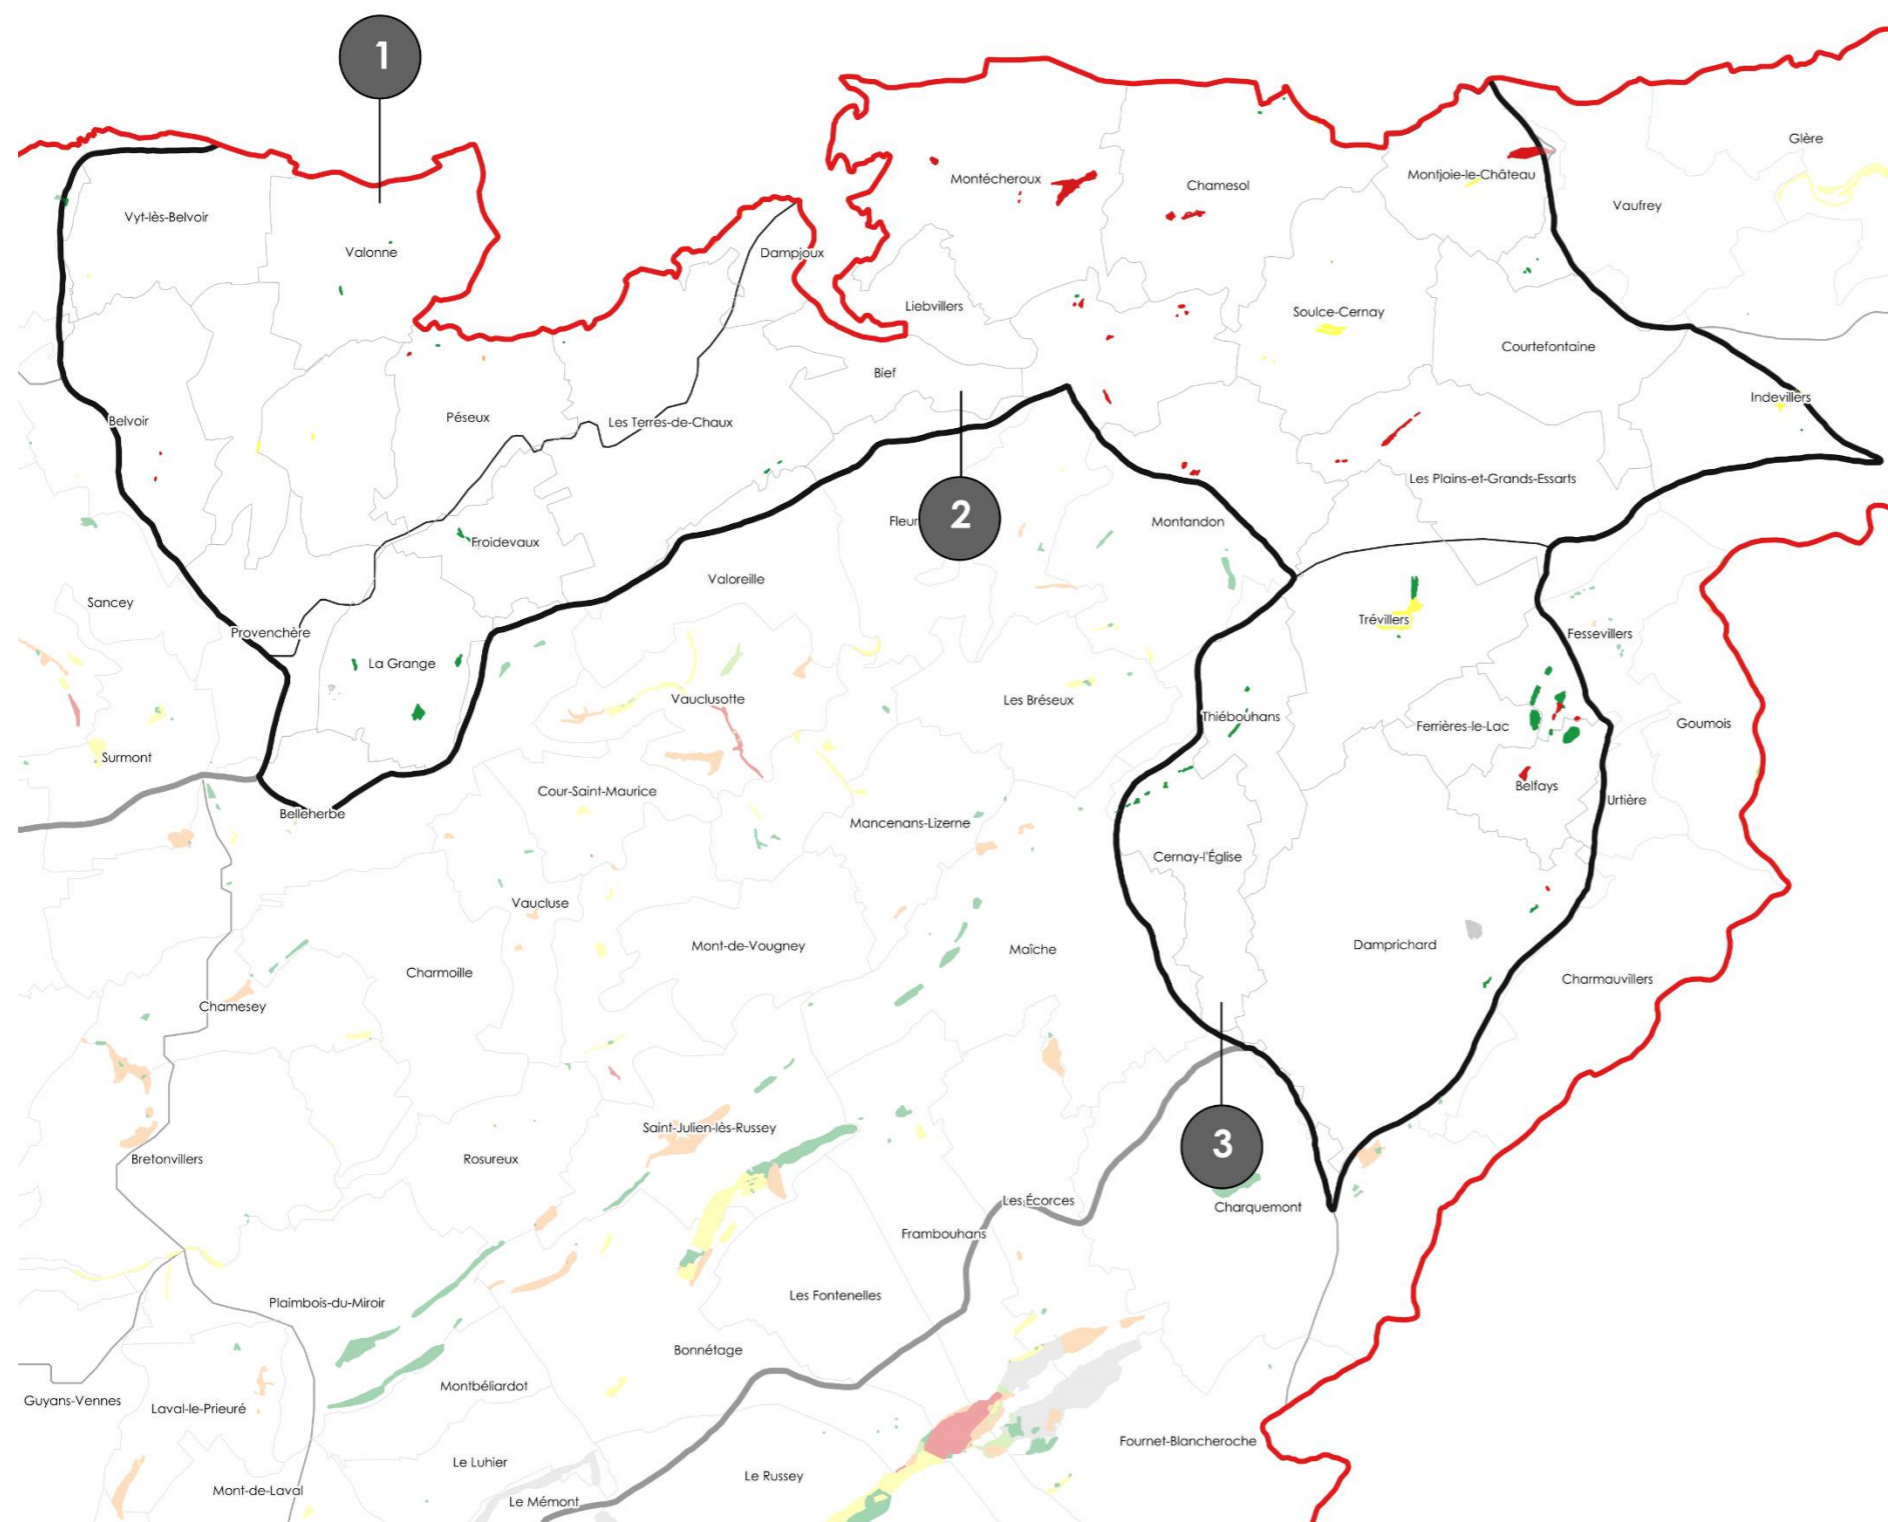 1
Glère
Montécheroux
Chamesol
Montjoie-le-Château
Vaufrey
Vyt-lès-Belvoir
Valonne
Dampjoux
Liebvillers
Soulce-Cernay
Courtefontaine
Bief
Indevillers
Belvoir
Péseux
Les Terres-de-Chaux
Les Plains-et-Grands-Essarts
Fleur
2
Montandon
Froidevaux
Valoreille
Sancey
Trévillers
Provenchère
Fessevillers
La Grange
Vauclusotte
Les Bréseux
Thiébouhans
Ferrières-le-Lac
Goumois
Surmont
Cour-Saint-Maurice
Belfays
Urtière
Belleherbe
Mancenans-Lizerne
Cernay-l'Église
Vaucluse
Mont-de-Vougney
Maîche
Damprichard
Charmoille
Charmauvillers
Chamesey
Saint-Julien-lès-Russey
3
Bretonvillers
Rosureux
Les Écorces
Charquemont
Frambouhans
Plaimbois-du-Miroir
Les Fontenelles
Bonnétage
Montbéliardot
Guyans-Vennes
Laval-le-Prieuré
Fournet-Blancheroche
Le Luhier
Le Russey
Mont-de-Laval
Le Mémont